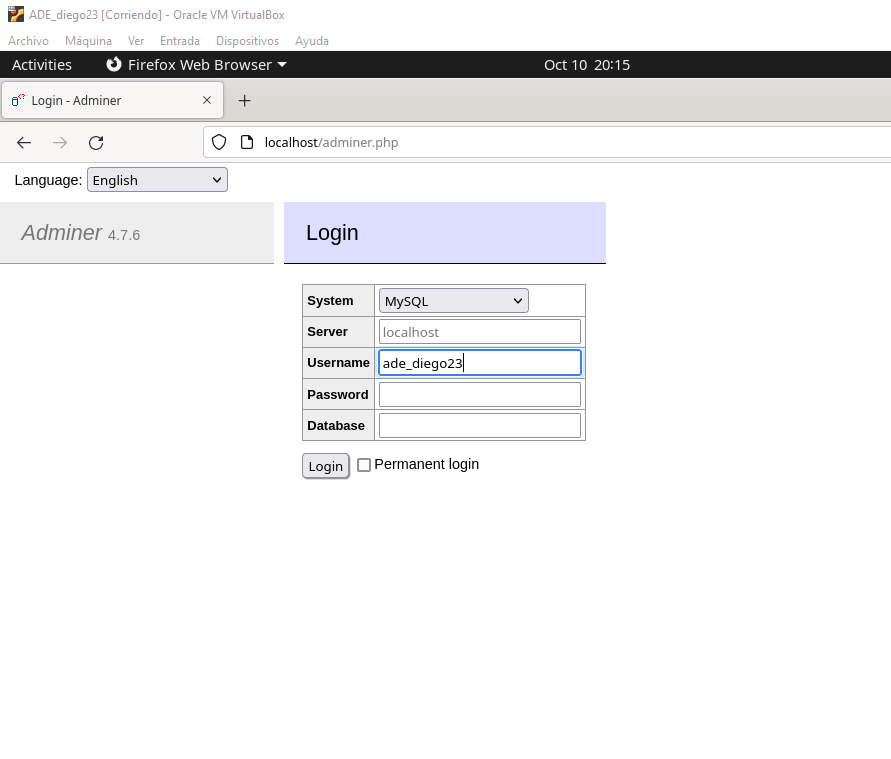 ADE_diego23 [Corriendo] - Oracle VM VirtualBox
Archivo Máquina Ver Entrada Dispositivos Ayuda
Activities Firefox Web Browser Oct 10 20:15
Login - Adminer
localhost/adminer.php
Language: English
Adminer 4.7.6 Login
System MySQL
Server localhost
Username ade_diego23
Password
Database
Login Permanent login